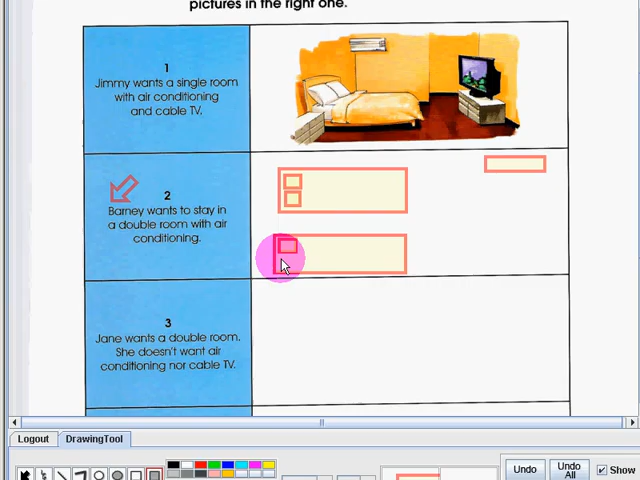 pictures in the right one.
1
Jimmy wants a single room
with air conditioning
and cable TV.
2
Barney wants to stay in
a double room with air
conditioning.
3
Jane wants a double room.
She doesn't want air
conditioning nor cable TV.
Logout
DrawingTool
Undo
Undo
All
Show